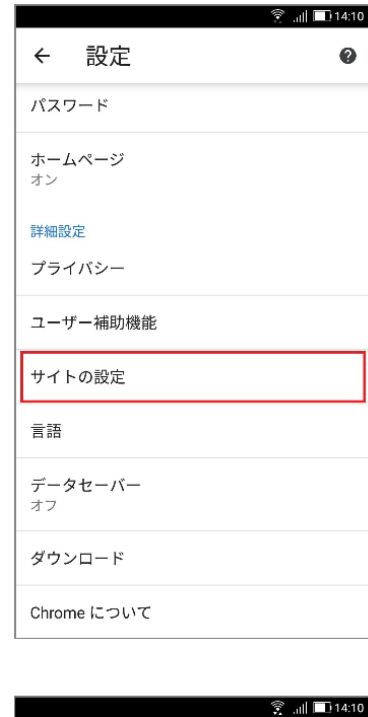 14:10
設定
パスワード
ホームページ
オン
詳細設定
プライバシー
ユーザー補助機能
サイトの設定
言語
データセーバー
オフ
ダウンロード
Chrome について
14:10